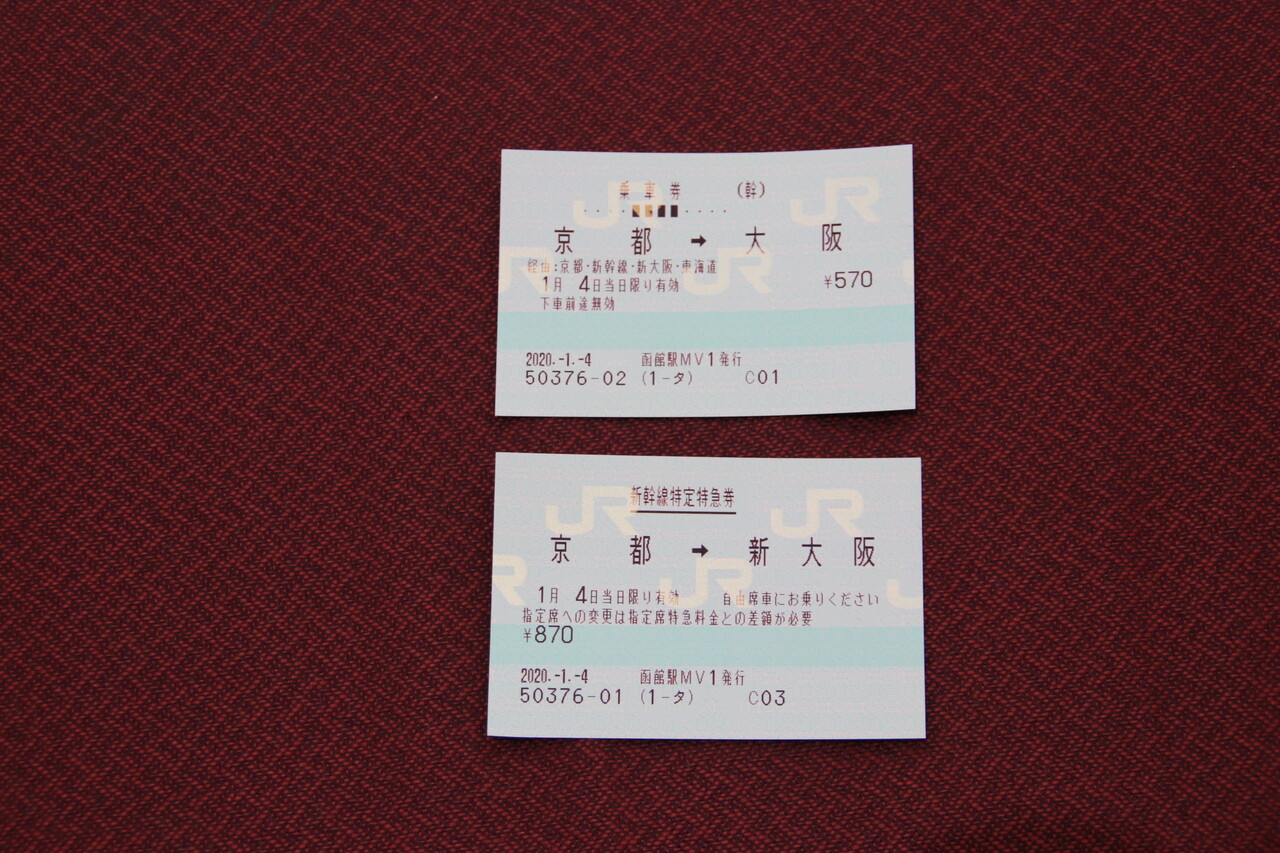 乗車券 (幹)
京都→大阪
経由:京都・新幹線・新大阪・東海道
1月 4日当日限り有効
¥570
下車前途無効
2020.-1.-4 函館駅MV1発行
50376-02 (1-タ) C01
新幹線特定特急券
京都→新大阪
1月 4日当日限り有効 自由席車にお乗りください
指定席への変更は指定席特急料金との差額が必要
¥870
2020.-1.-4 函館駅MV1発行
50376-01 (1-タ) C03